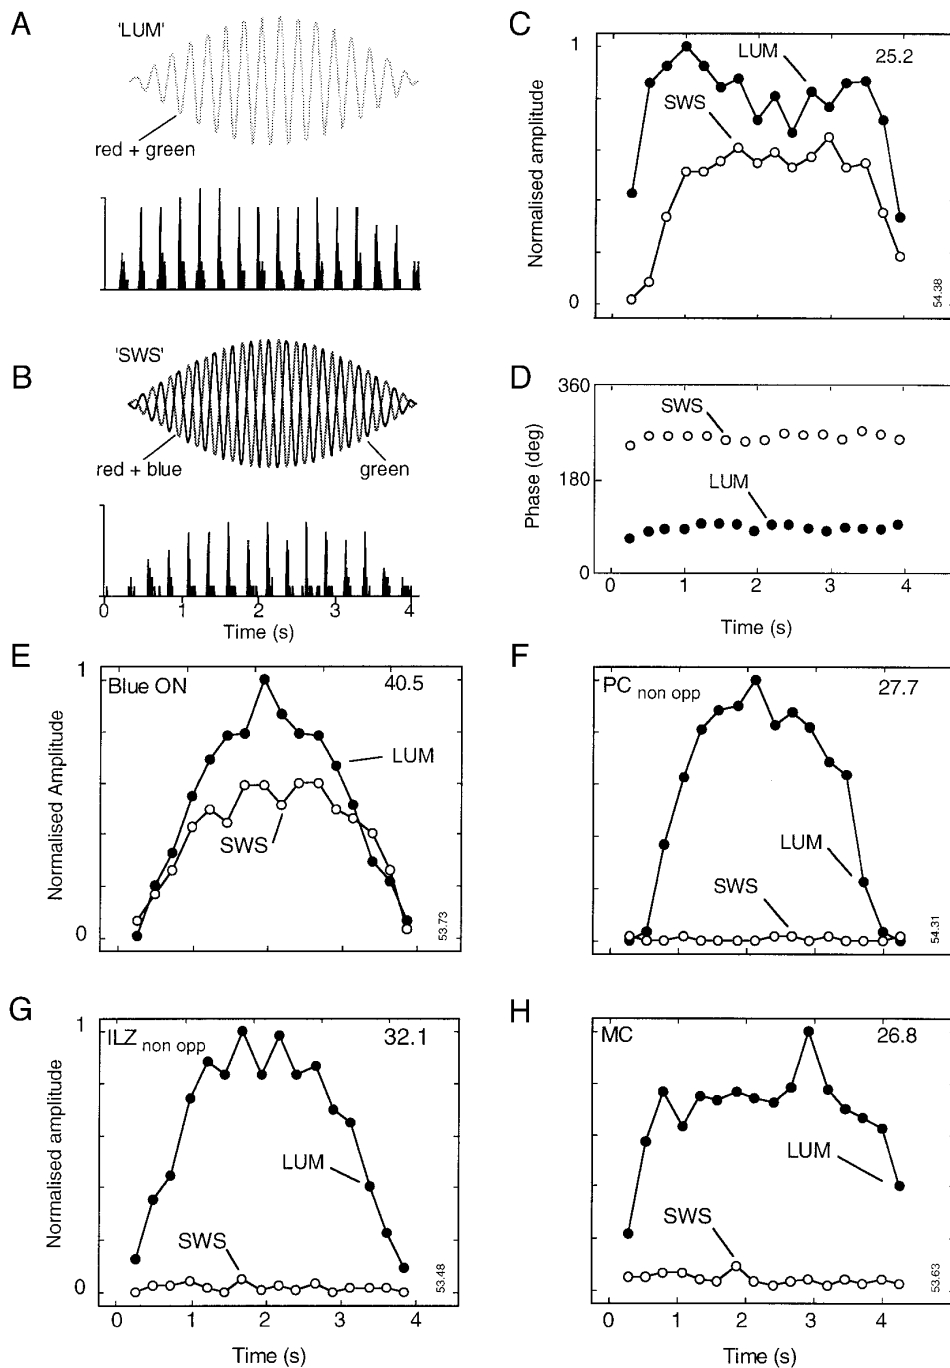 A
'LUM'
red + green
B
'SWS'
red + blue
green
0 1 2 3 4
Time (s)
C
Normalised amplitude
1
0
LUM
SWS
25.2
54.38
D
Phase (deg)
360
180
0
SWS
LUM
0 1 2 3 4
Time (s)
E
Normalised Amplitude
1
0
Blue ON
40.5
LUM
SWS
53.73
F
PC non opp
27.7
LUM
SWS
54.31
G
Normalised amplitude
1
0
ILZ non opp
32.1
LUM
SWS
53.48
0 1 2 3 4
Time (s)
H
MC
26.8
LUM
SWS
53.63
0 1 2 3 4
Time (s)